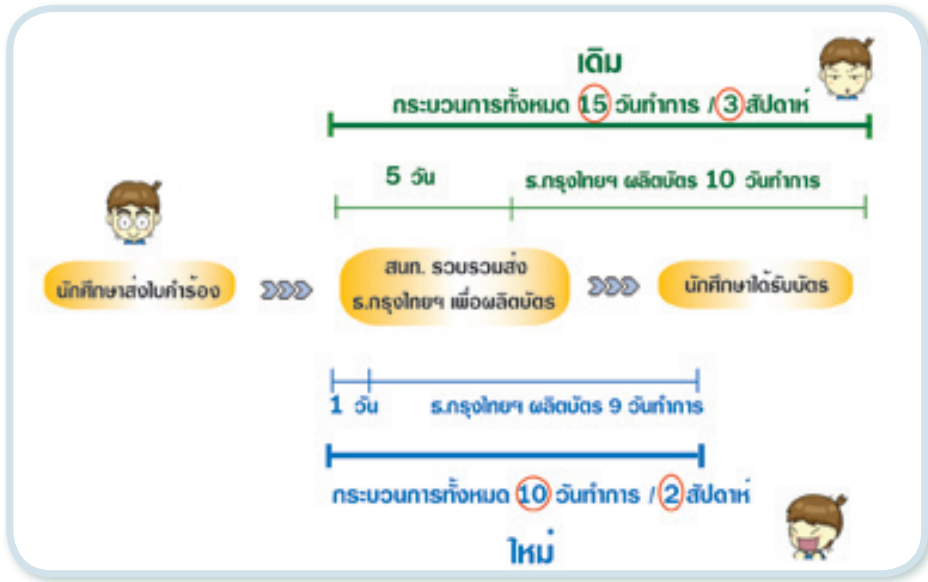 เดิม
กระบวนการทั้งหมด 15 วันทำการ / 3 สัปดาห์
5 วัน
ธ.กรุงไทยฯ ผลิตบัตร 10 วันทำการ
นักศึกษาส่งใบคำร้อง
สนท. รวบรวมส่ง
ธ.กรุงไทยฯ เพื่อผลิตบัตร
นักศึกษาได้รับบัตร
1 วัน
ธ.กรุงไทยฯ ผลิตบัตร 9 วันทำการ
กระบวนการทั้งหมด 10 วันทำการ / 2 สัปดาห์
ใหม่